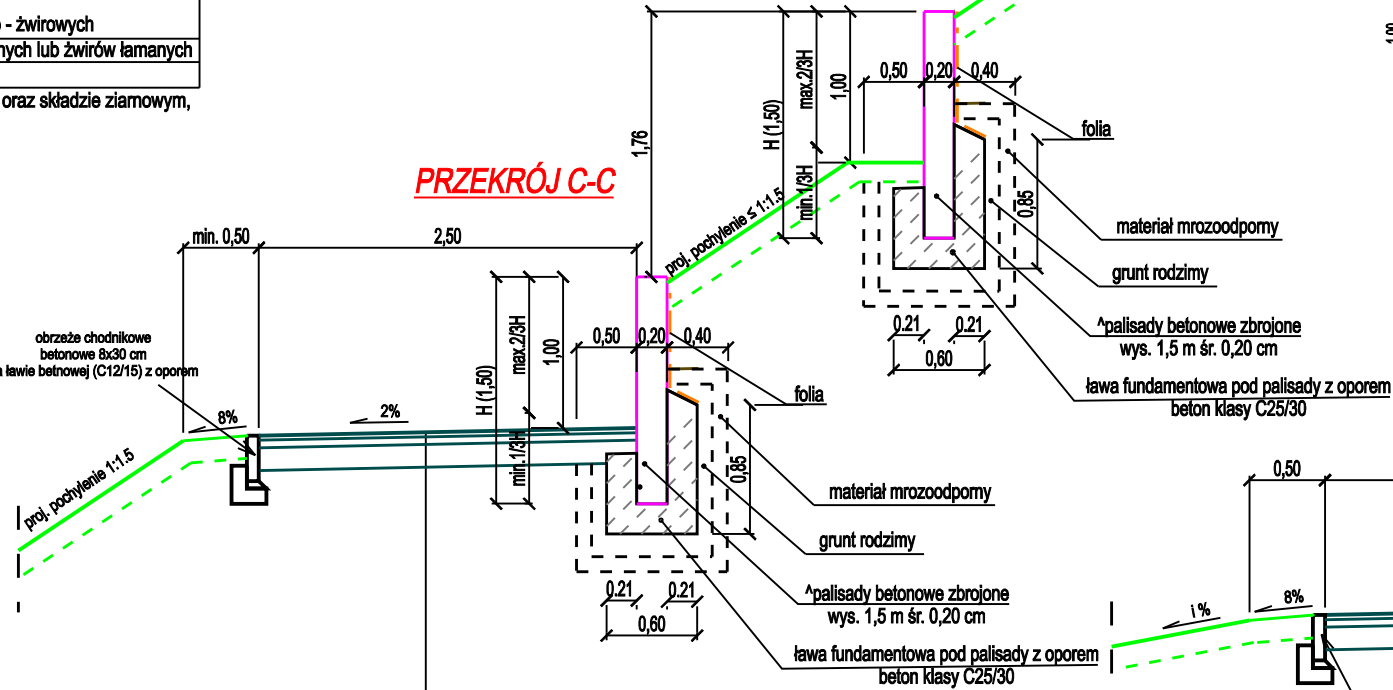 - żwirowych
nych lub żwirów łamanych
oraz składzie ziarnowym,
PRZEKRÓJ C-C
1,76
H (1,50)
max.2/3H
min.1/3H
1,00
0,50
0,20
0,40
folia
0,85
materiał mrozoodporny
grunt rodzimy
^palisady betonowe zbrojone
wys. 1,5 m śr. 0,20 cm
ława fundamentowa pod palisady z oporem
beton klasy C25/30
0.21
0.21
0,60
proj. pochylenie ≤ 1:1.5
min. 0,50
2,50
obrzeże chodnikowe
betonowe 8x30 cm
ławie betnowej (C12/15) z oporem
8%
2%
proj. pochylenie 1:1.5
H (1,50)
max.2/3H
min.1/3H
1,00
0,50
0,20
0,40
folia
0,85
materiał mrozoodporny
grunt rodzimy
^palisady betonowe zbrojone
wys. 1,5 m śr. 0,20 cm
ława fundamentowa pod palisady z oporem
beton klasy C25/30
0.21
0.21
0,60
0,50
i %
8%